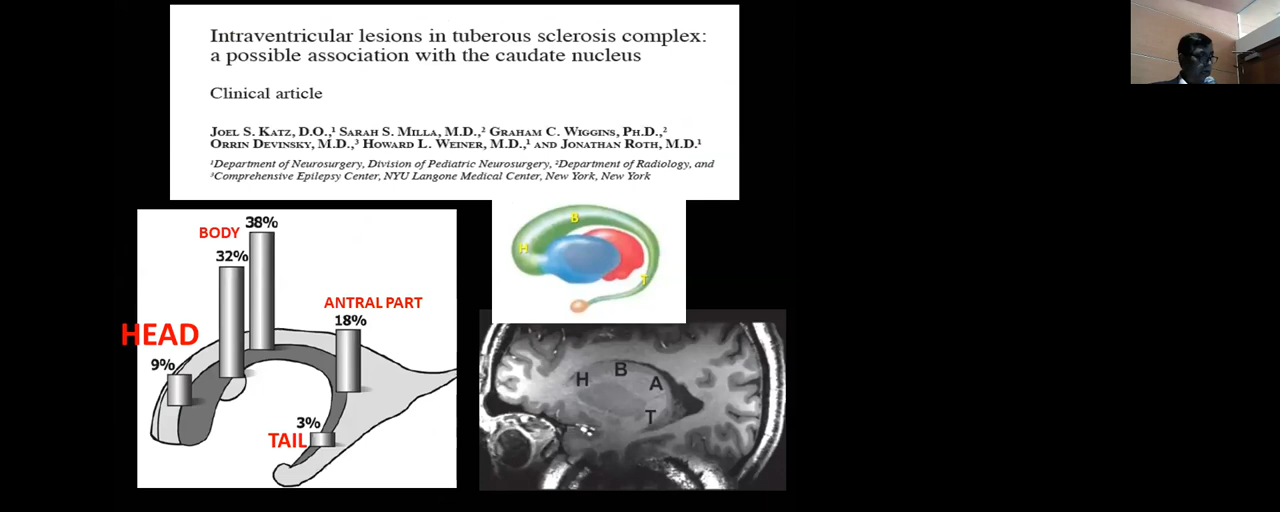 Intraventricular lesions in tuberous sclerosis complex:
a possible association with the caudate nucleus
Clinical article
Joel S. Katz, D.O.,¹ Sarah S. Milla, M.D.,² Graham C. Wiggins, Ph.D.,²
Orrin Devinsky, M.D.,³ Howard L. Weiner, M.D.,¹ and Jonathan Roth, M.D.¹
¹Department of Neurosurgery, Division of Pediatric Neurosurgery, ²Department of Radiology, and
³Comprehensive Epilepsy Center, NYU Langone Medical Center, New York, New York
38%
BODY
32%
ANTRAL PART
18%
HEAD
9%
3%
TAIL
B
H
T
B
H
A
T